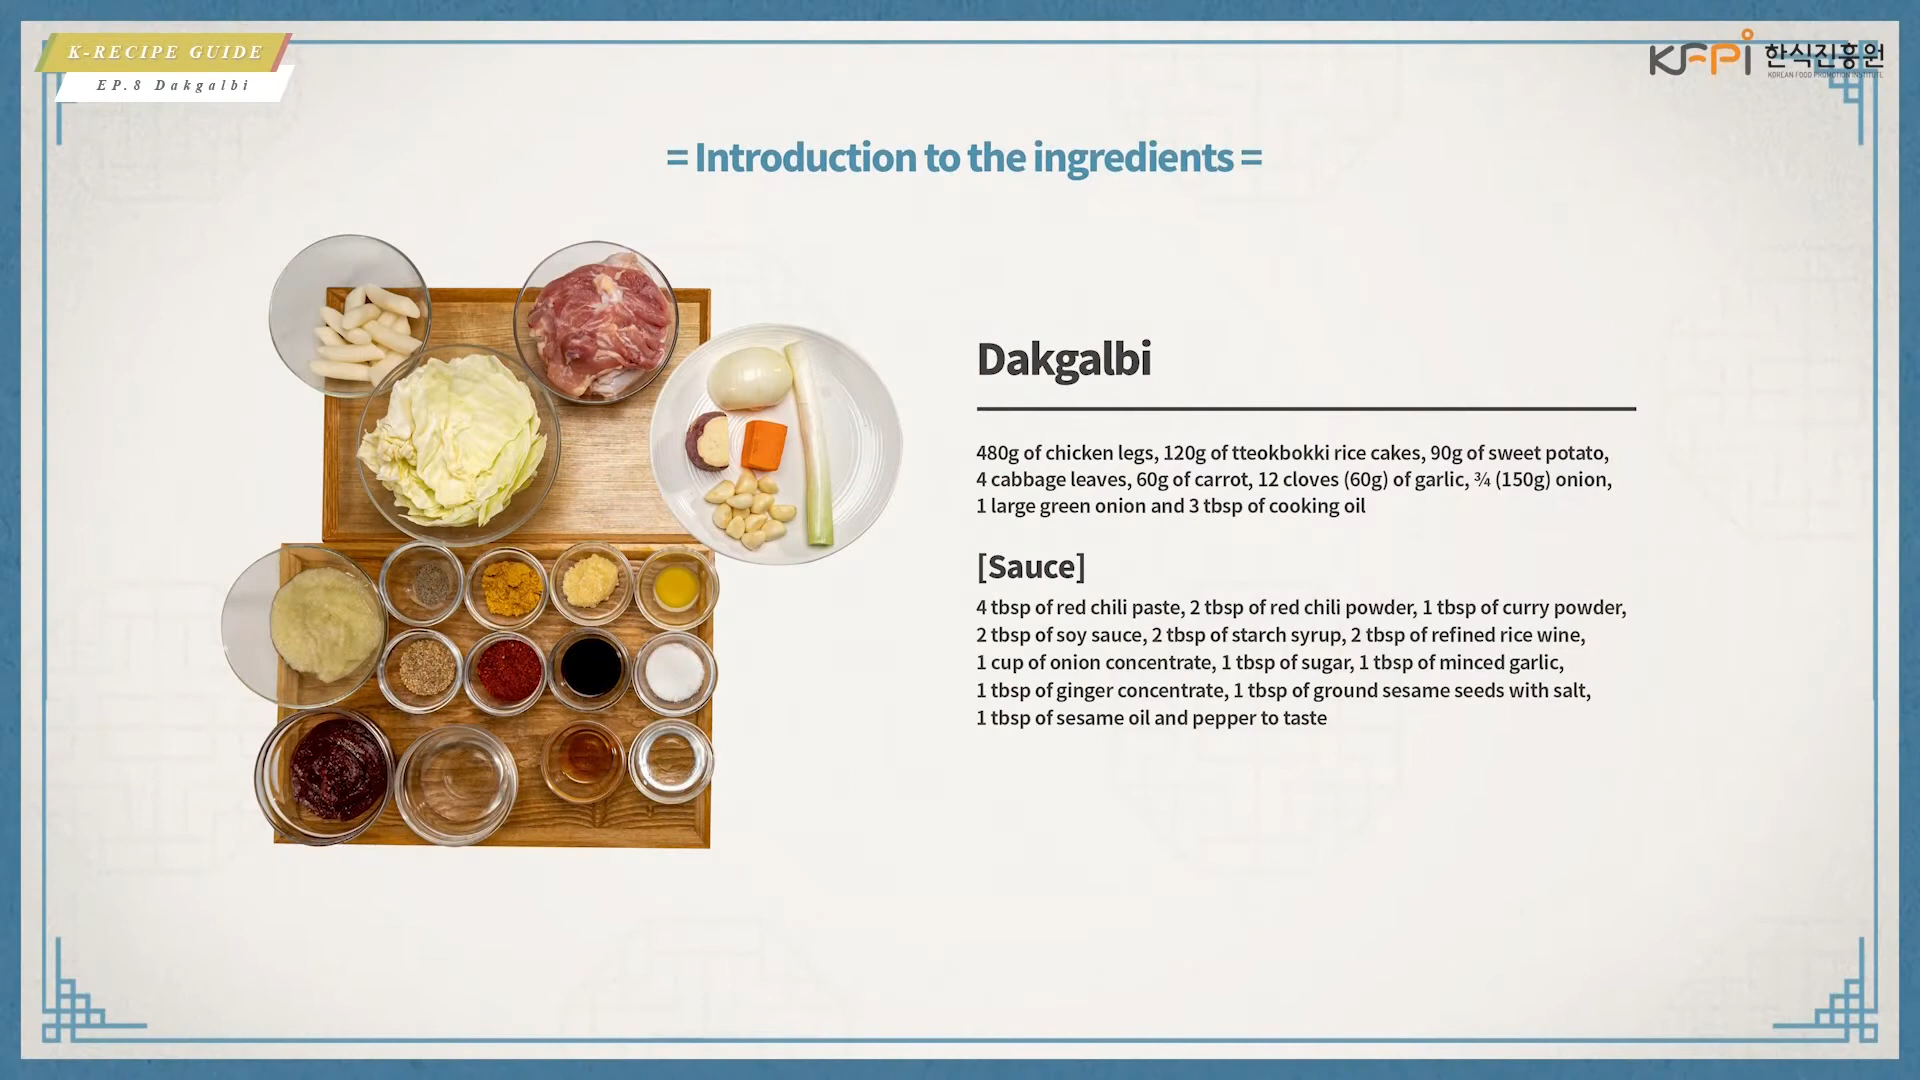 K-RECIPE GUIDE
EP.8 Dakgalbi
KFPI 한식진흥원
KOREAN FOOD PROMOTION INSTITUTE
= Introduction to the ingredients =
Dakgalbi
480g of chicken legs, 120g of tteokbokki rice cakes, 90g of sweet potato,
4 cabbage leaves, 60g of carrot, 12 cloves (60g) of garlic, ¾ (150g) onion,
1 large green onion and 3 tbsp of cooking oil
[Sauce]
4 tbsp of red chili paste, 2 tbsp of red chili powder, 1 tbsp of curry powder,
2 tbsp of soy sauce, 2 tbsp of starch syrup, 2 tbsp of refined rice wine,
1 cup of onion concentrate, 1 tbsp of sugar, 1 tbsp of minced garlic,
1 tbsp of ginger concentrate, 1 tbsp of ground sesame seeds with salt,
1 tbsp of sesame oil and pepper to taste